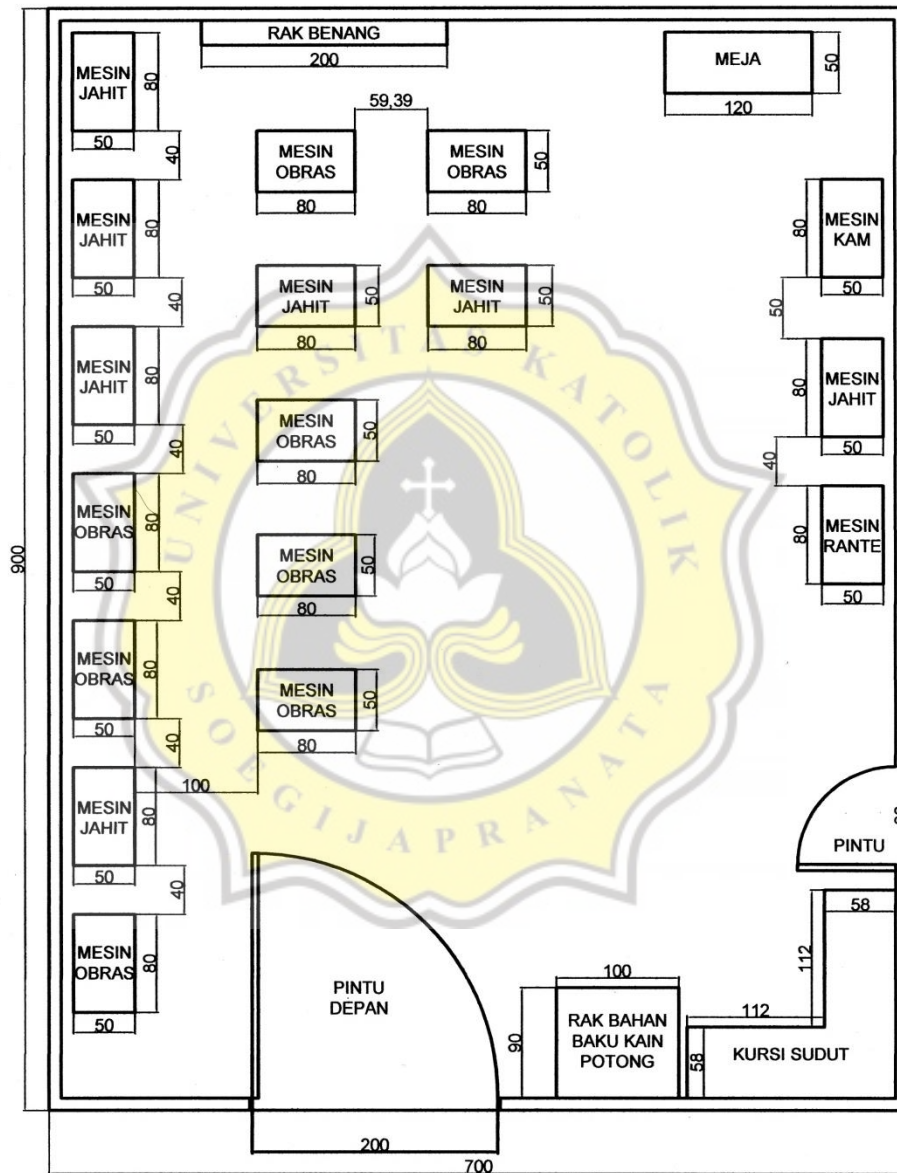 RAK BENANG
200
MESIN
JAHIT
80
50
40
MEJA
50
120
59,39
MESIN
OBRAS
80
MESIN
OBRAS
50
80
MESIN
JAHIT
80
50
40
MESIN
KAM
80
50
50
MESIN
JAHIT
50
80
MESIN
JAHIT
50
80
MESIN
JAHIT
80
50
40
MESIN
JAHIT
80
50
40
MESIN
OBRAS
50
80
MESIN
OBRAS
80
50
40
MESIN
RANTE
80
50
MESIN
OBRAS
50
80
MESIN
OBRAS
80
50
40
MESIN
OBRAS
50
80
100
MESIN
JAHIT
80
50
40
PINTU
MESIN
OBRAS
80
50
PINTU
DEPAN
100
90
RAK BAHAN
BAKU KAIN
POTONG
58
112
112
58
KURSI SUDUT
900
200
700
UNIVERSITAS KATOLIK
SOEGIJAPRANATA